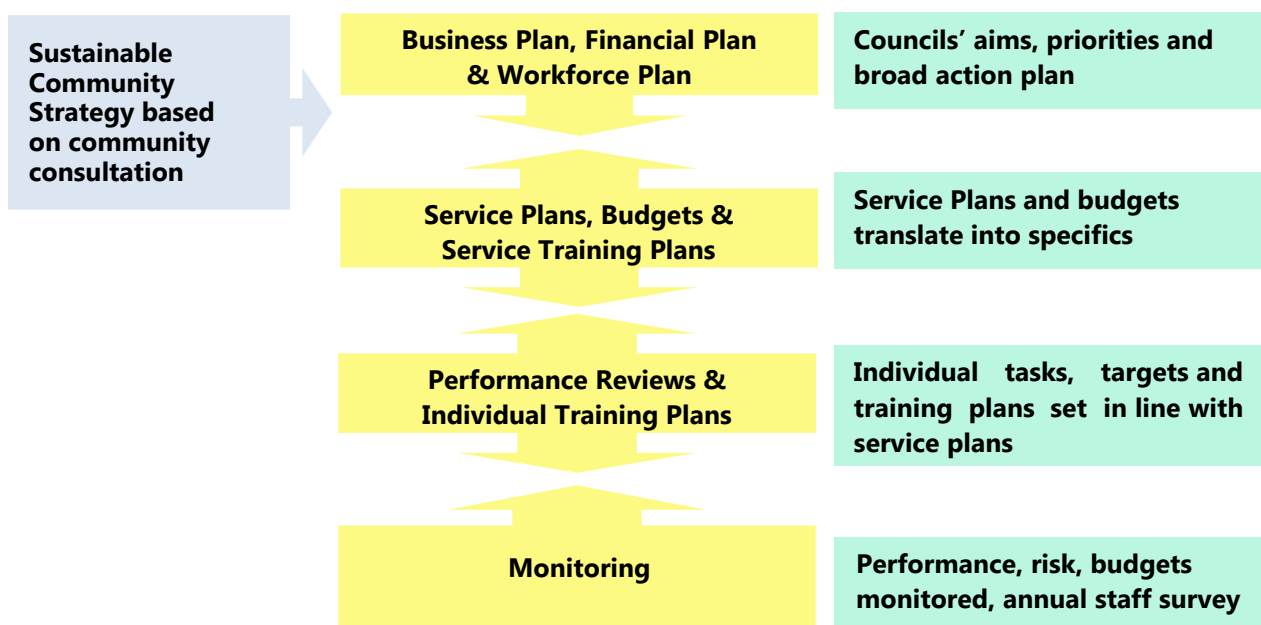 Sustainable
Community
Strategy based
on community
consultation
Business Plan, Financial Plan
& Workforce Plan
Councils’ aims, priorities and
broad action plan
Service Plans, Budgets &
Service Training Plans
Service Plans and budgets
translate into specifics
Performance Reviews &
Individual Training Plans
Individual tasks, targets and
training plans set in line with
service plans
Monitoring
Performance, risk, budgets
monitored, annual staff survey